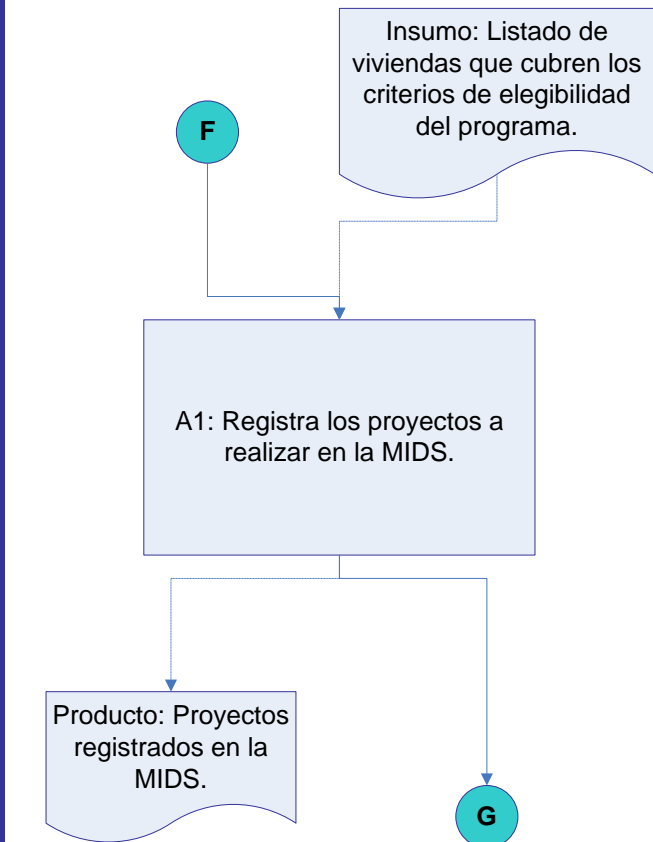 Insumo: Listado de
viviendas que cubren los
criterios de elegibilidad
del programa.
F
A1: Registra los proyectos a
realizar en la MIDS.
Producto: Proyectos
registrados en la
MIDS.
G